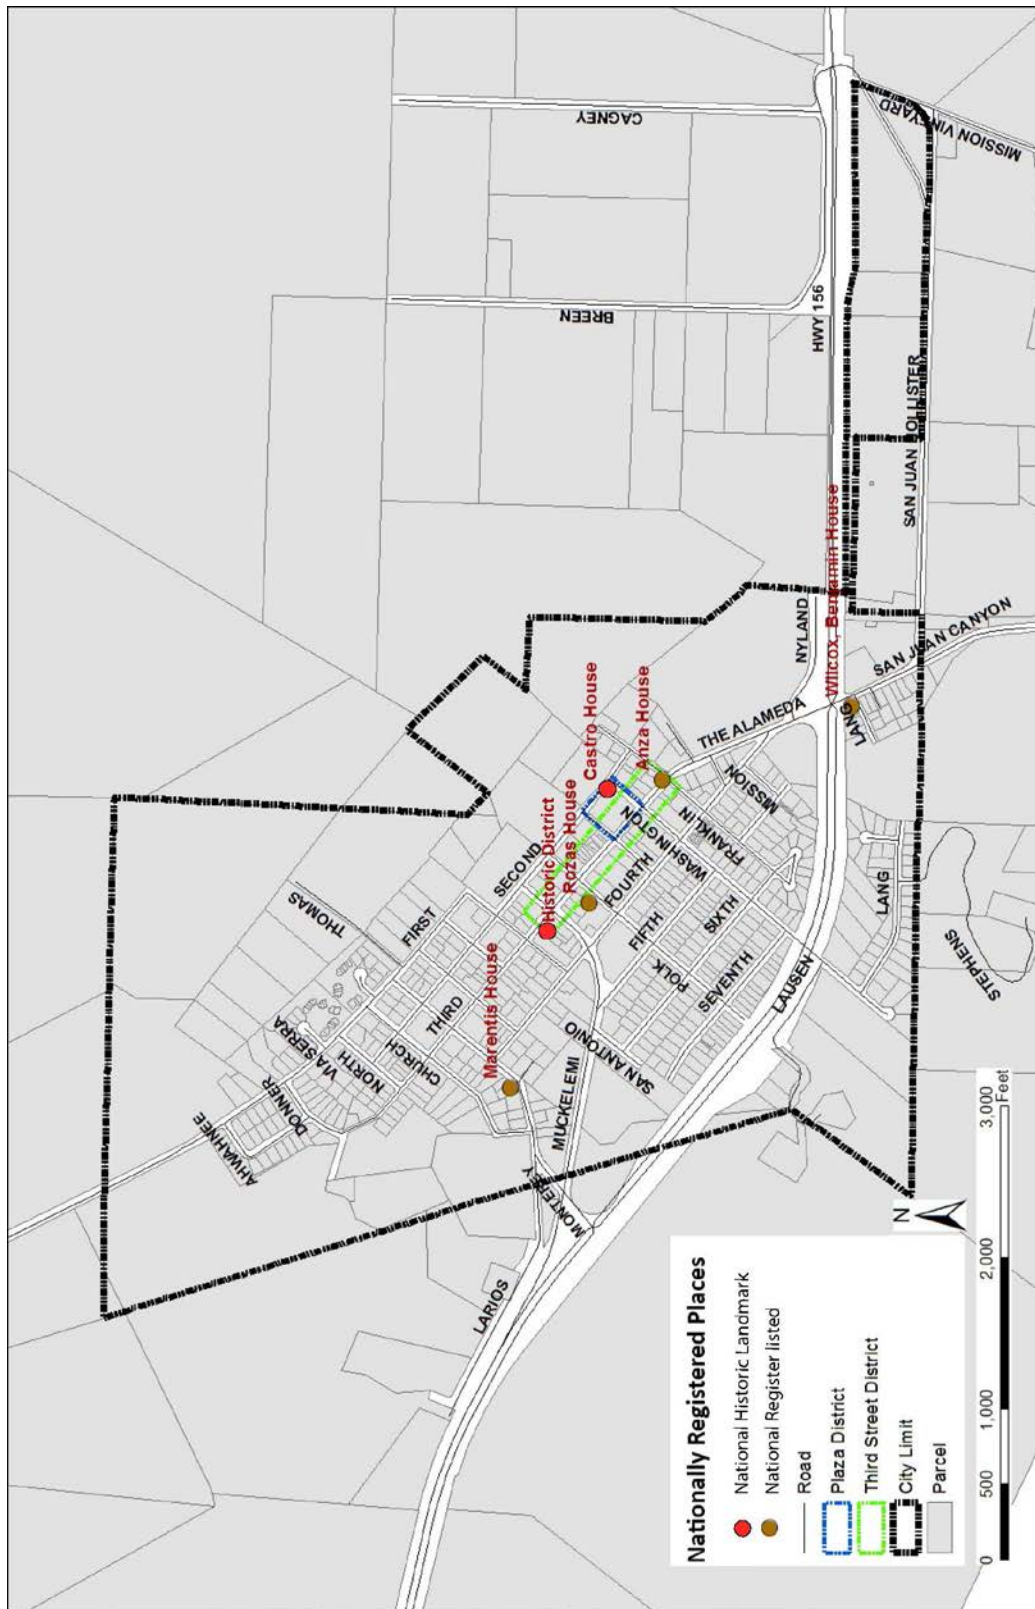 CAGNEY
MISSION VINEYARD
BREEN
HWY 156
SAN JUAN HOLLISTER
NYLAND
Wilcox, Benjamin House
SAN JUAN CANYON
THE ALAMEDA
LANG
Castro House
Anza House
Historic District
Rozas House
MISSION
FRANKLIN
WASHINGTON
SECOND
FOURTH
THOMAS
FIRST
FIFTH
SIXTH
LANG
THIRD
POLK
SEVENTH
STEPHENS
LAUSEN
Marentis House
VIA SERRA
NORTH
CHURCH
SAN ANTONIO
DONNER
MUCKELEMI
AHWAHNEE
MONTEREY
LARIOS
N
Nationally Registered Places
National Historic Landmark
National Register listed
Road
Plaza District
Third Street District
City Limit
Parcel
0 500 1,000 2,000 3,000
Feet